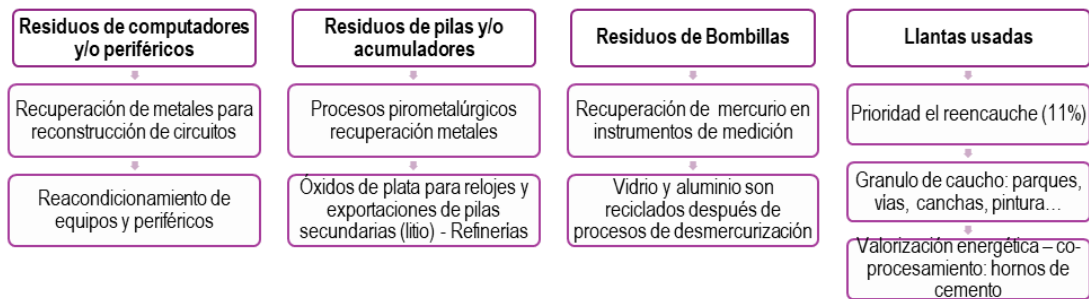 Residuos de computadores
y/o periféricos
Recuperación de metales para
reconstrucción de circuitos
Reacondicionamiento de
equipos y periféricos
Residuos de pilas y/o
acumuladores
Procesos pirometalúrgicos
recuperación metales
Óxidos de plata para relojes y
exportaciones de pilas
secundarias (litio) - Refinerías
Residuos de Bombillas
Recuperación de mercurio en
instrumentos de medición
Vidrio y aluminio son
reciclados después de
procesos de desmercurización
Llantas usadas
Prioridad el reencauche (11%)
Granulo de caucho: parques,
vías, canchas, pintura…
Valorización energética – co-
procesamiento: hornos de
cemento